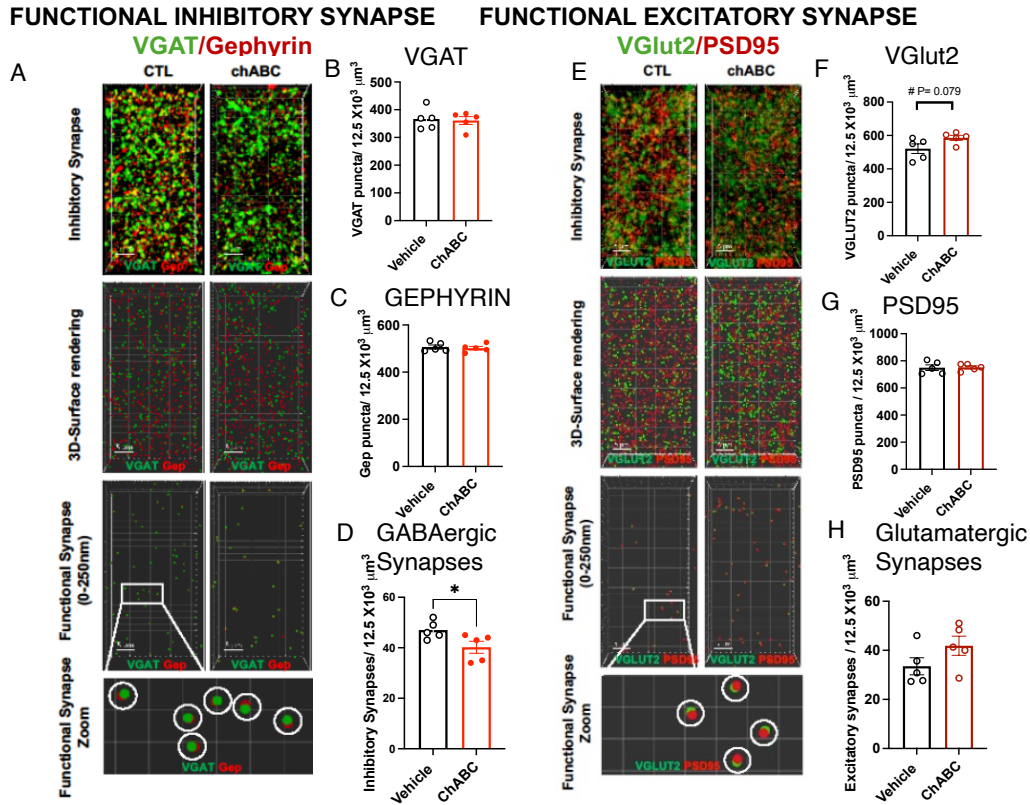 FUNCTIONAL INHIBITORY SYNAPSE
FUNCTIONAL EXCITATORY SYNAPSE
VGAT/Gephyrin
A
CTL
chABC
Inhibitory Synapse
VGAT Gep
VGAT Gep
3D-Surface rendering
VGAT Gep
VGAT Gep
Functional Synapse
(0-250nm)
VGAT Gep
VGAT Gep
Functional Synapse
Zoom
VGAT Gep
B
VGAT
VGAT puncta/ 12.5 X10³ µm³
500
400
300
200
100
0
Vehicle
ChABC
C
GEPHYRIN
Gep puncta/ 12.5 X10³ µm³
600
400
200
0
Vehicle
ChABC
D
GABAergic
Synapses
Inhibitory Synapses/ 12.5 X10³ µm³
60
40
20
0
*
Vehicle
ChABC
VGlut2/PSD95
E
CTL
chABC
Inhibitory Synapse
5 µm
5 µm
VGLUT2 PSD95
VGLUT2 PSD95
3D-Surface rendering
VGLUT2 PSD95
VGLUT2 PSD95
Functional Synapse
(0-250nm)
VGLUT2 PSD95
VGLUT2 PSD95
Functional Synapse
Zoom
VGLUT2 PSD95
F
VGlut2
# P= 0.079
VGLUT2 puncta/ 12.5 X10³ µm³
800
600
400
200
0
Vehicle
ChABC
G
PSD95
PSD95 puncta / 12.5 X10³ µm³
1000
800
600
400
200
0
Vehicle
ChABC
H
Glutamatergic
Synapses
Excitatory synapses / 12.5 X10³ µm³
60
40
20
0
Vehicle
ChABC